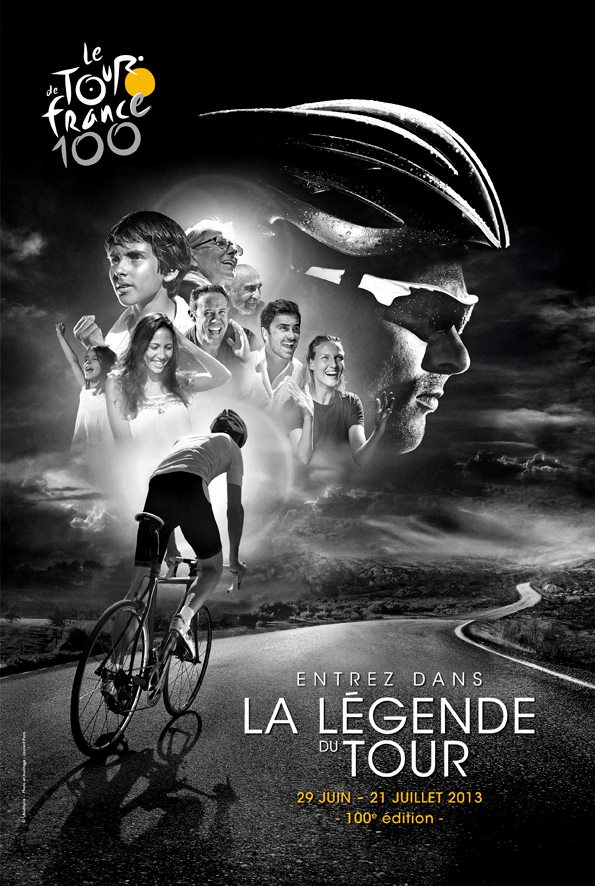 le
de TOUR
france
100
ENTREZ DANS
LA LÉGENDE
DU
TOUR
29 JUIN – 21 JUILLET 2013
- 100e édition -